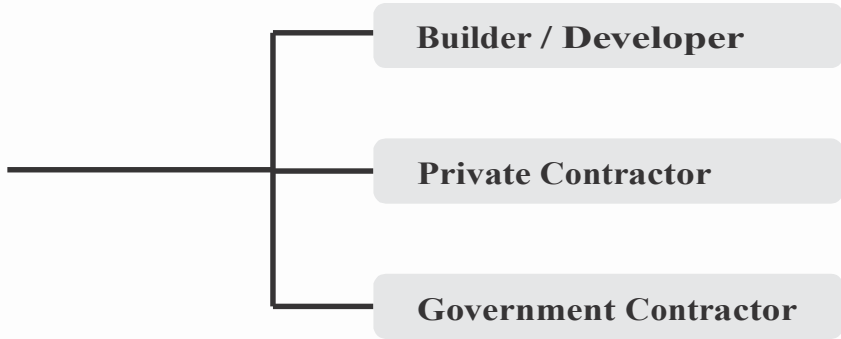 Builder / Developer
Private Contractor
Government Contractor